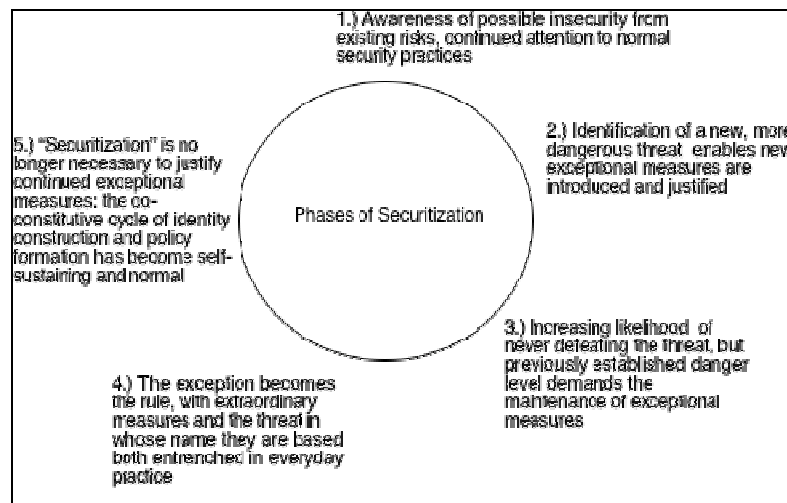 1.) Awareness of possible insecurity from
existing risks, continued attention to normal
security practices
2.) Identification of a new, more
dangerous threat enables new
exceptional measures are
introduced and justified
Phases of Securitization
3.) Increasing likelihood of
never defeating the threat, but
previously established danger
level demands the
maintenance of exceptional
measures
4.) The exception becomes
the rule, with extraordinary
measures and the threat in
whose name they are based
both entrenched in everyday
practice
5.) "Securitization" is no
longer necessary to justify
continued exceptional
measures: the co-
constitutive cycle of identity
construction and policy
formation has become self-
sustaining and normal